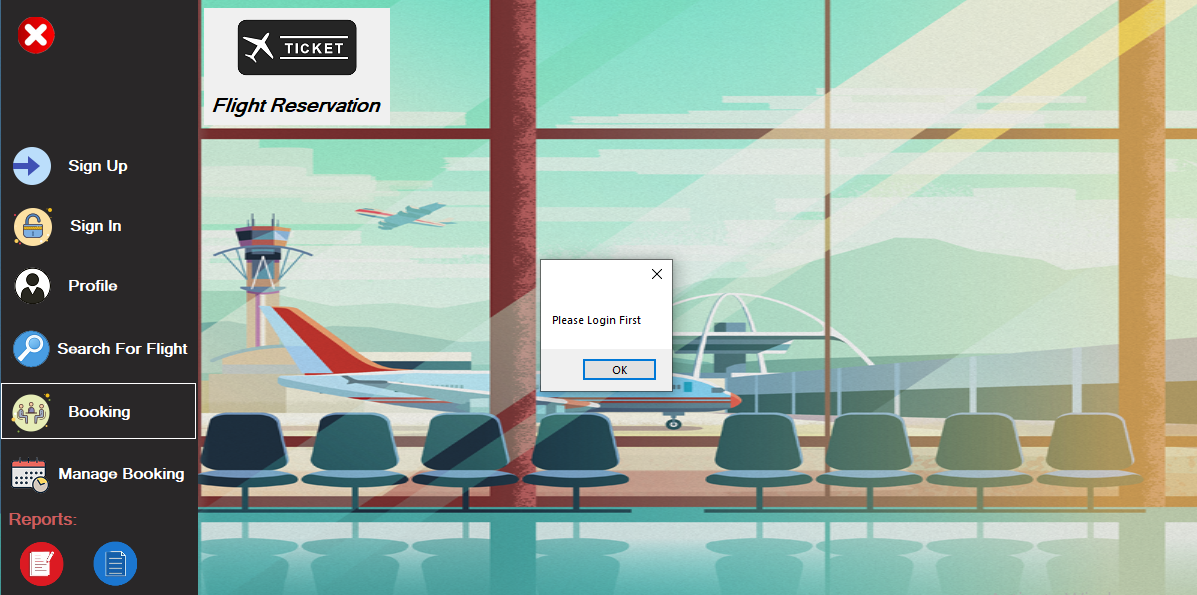 TICKET
Flight Reservation
Sign Up
Sign In
Profile
Search For Flight
Booking
Manage Booking
Reports:
Please Login First
OK